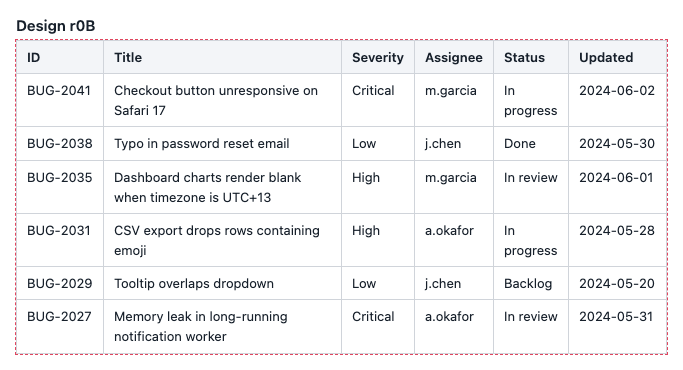 Design r0B
ID Title Severity Assignee Status Updated
BUG-2041 Checkout button unresponsive on Critical m.garcia In 2024-06-02
Safari 17 progress
BUG-2038 Typo in password reset email Low j.chen Done 2024-05-30
BUG-2035 Dashboard charts render blank High m.garcia In review 2024-06-01
when timezone is UTC+13
BUG-2031 CSV export drops rows containing High a.okafor In 2024-05-28
emoji progress
BUG-2029 Tooltip overlaps dropdown Low j.chen Backlog 2024-05-20
BUG-2027 Memory leak in long-running Critical a.okafor In review 2024-05-31
notification worker